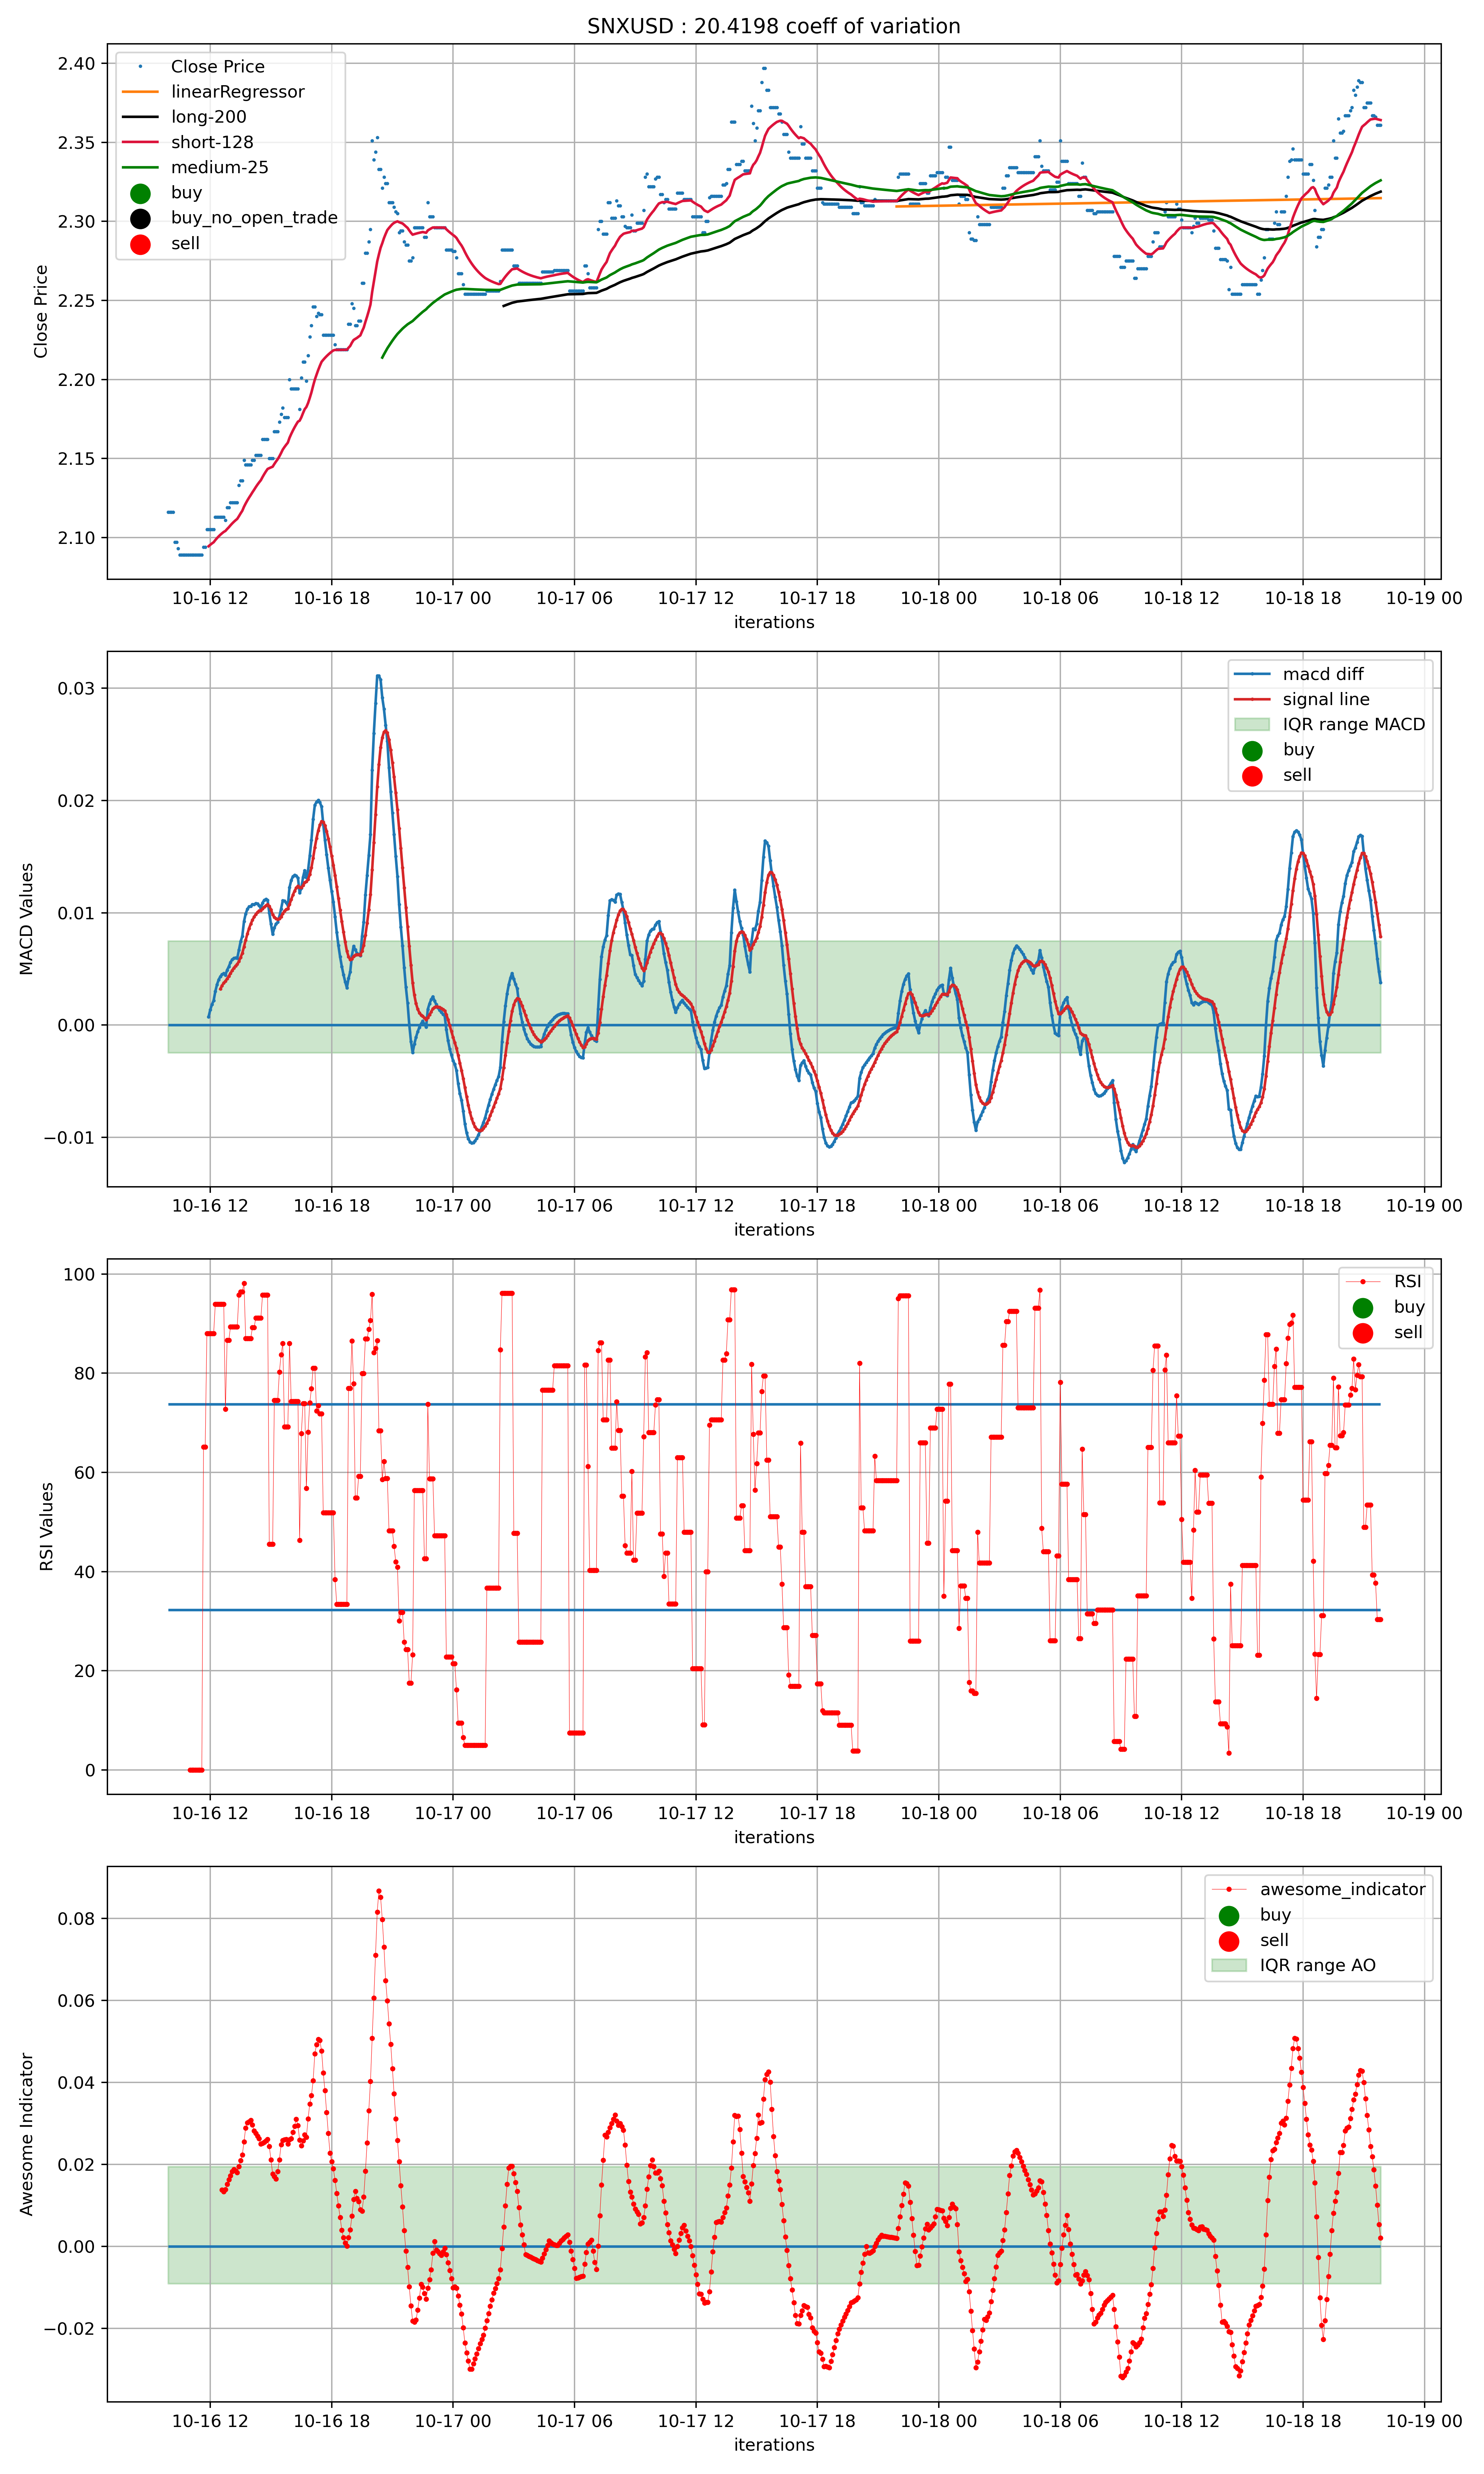 SNXUSD : 20.4198 coeff of variation
Close Price
linearRegressor
long-200
short-128
medium-25
buy
buy_no_open_trade
sell
2.40
2.35
2.30
2.25
2.20
2.15
2.10
Close Price
10-16 12 10-16 18 10-17 00 10-17 06 10-17 12 10-17 18 10-18 00 10-18 06 10-18 12 10-18 18 10-19 00
iterations
macd diff
signal line
IQR range MACD
buy
sell
0.03
0.02
0.01
0.00
−0.01
MACD Values
10-16 12 10-16 18 10-17 00 10-17 06 10-17 12 10-17 18 10-18 00 10-18 06 10-18 12 10-18 18 10-19 00
iterations
RSI
buy
sell
100
80
60
40
20
0
RSI Values
10-16 12 10-16 18 10-17 00 10-17 06 10-17 12 10-17 18 10-18 00 10-18 06 10-18 12 10-18 18 10-19 00
iterations
awesome_indicator
buy
sell
IQR range AO
0.08
0.06
0.04
0.02
0.00
−0.02
Awesome Indicator
10-16 12 10-16 18 10-17 00 10-17 06 10-17 12 10-17 18 10-18 00 10-18 06 10-18 12 10-18 18 10-19 00
iterations